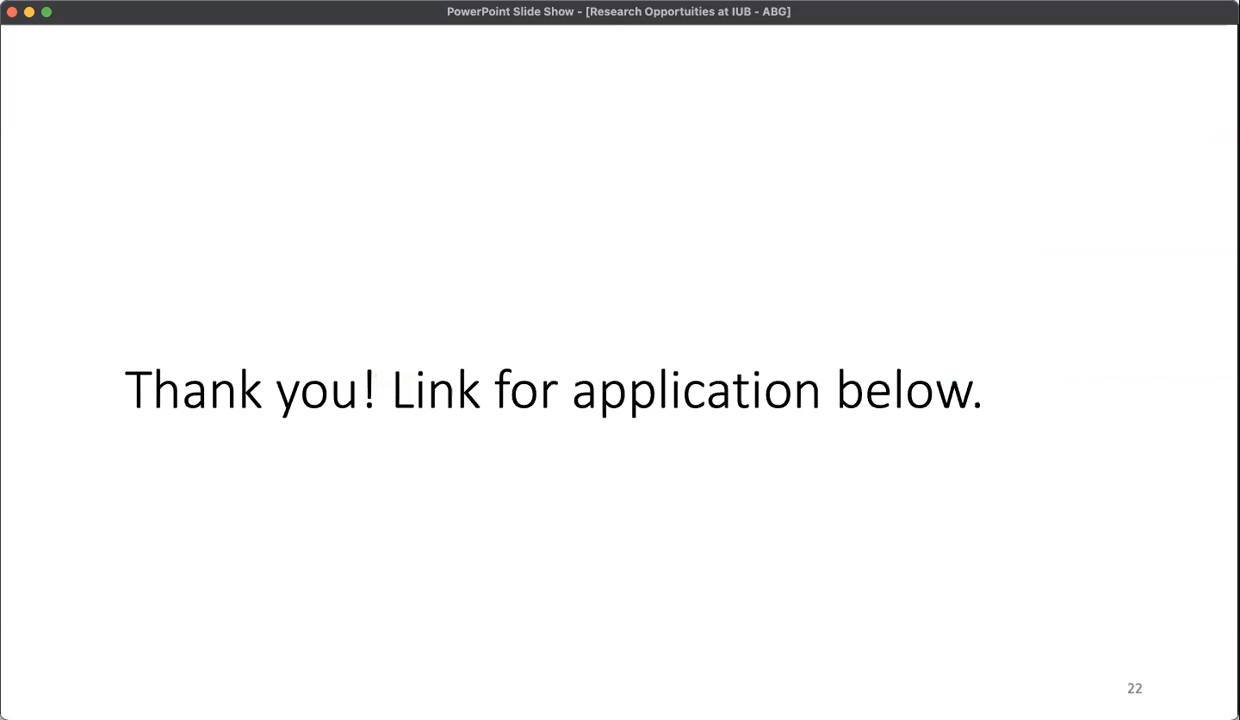 PowerPoint Slide Show - [Research Opportuities at IUB - ABG]
Thank you! Link for application below.
22